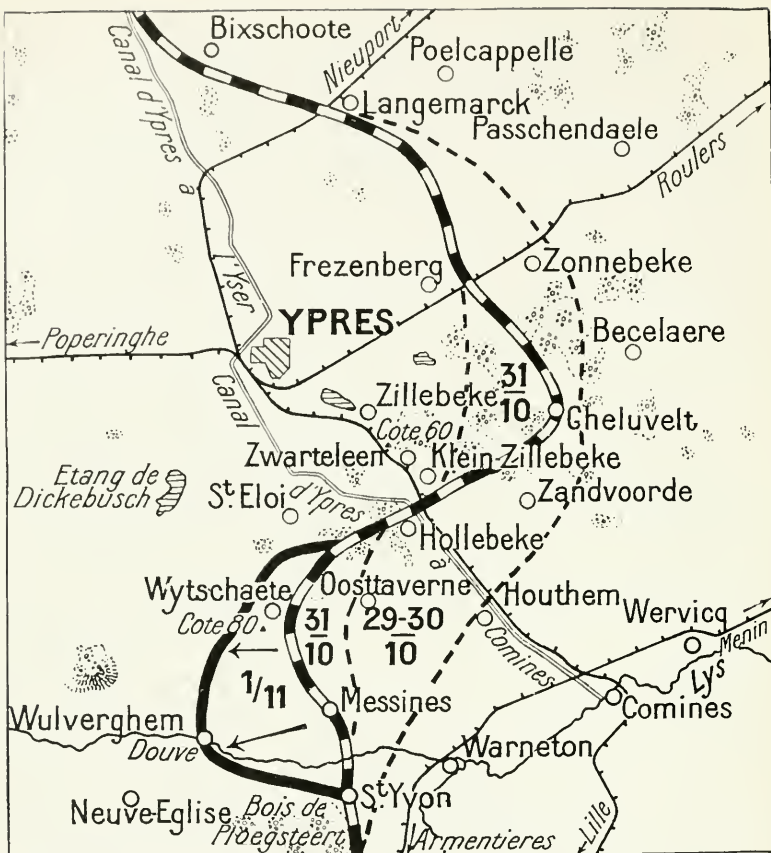 Bixschoote
Canal d'Ypres a l'Yser
Nieuport
Poelcappelle
Langemarck
Passchendaele
Roulers
Frezenberg
Zonnebeke
YPRES
Poperinghe
Becelaere
31
10
Zillebeke
Gheluvelt
Cote 60
Canal d'Ypres a Comines
Zwarteleen
Klein Zillebeke
Etang de
Dickebusch
St. Eloi
Zandvoorde
Hollebeke
Oosttaverne
Wytschaete
Houthem
Wervicq
Cote 80
31
10
29-30
10
Menin
Lys
1/11
Messines
Comines
Wulverghem
Douve
Warneton
St Yvon
Neuve-Eglise
Bois de
Ploegsteert
Armentieres
Lille